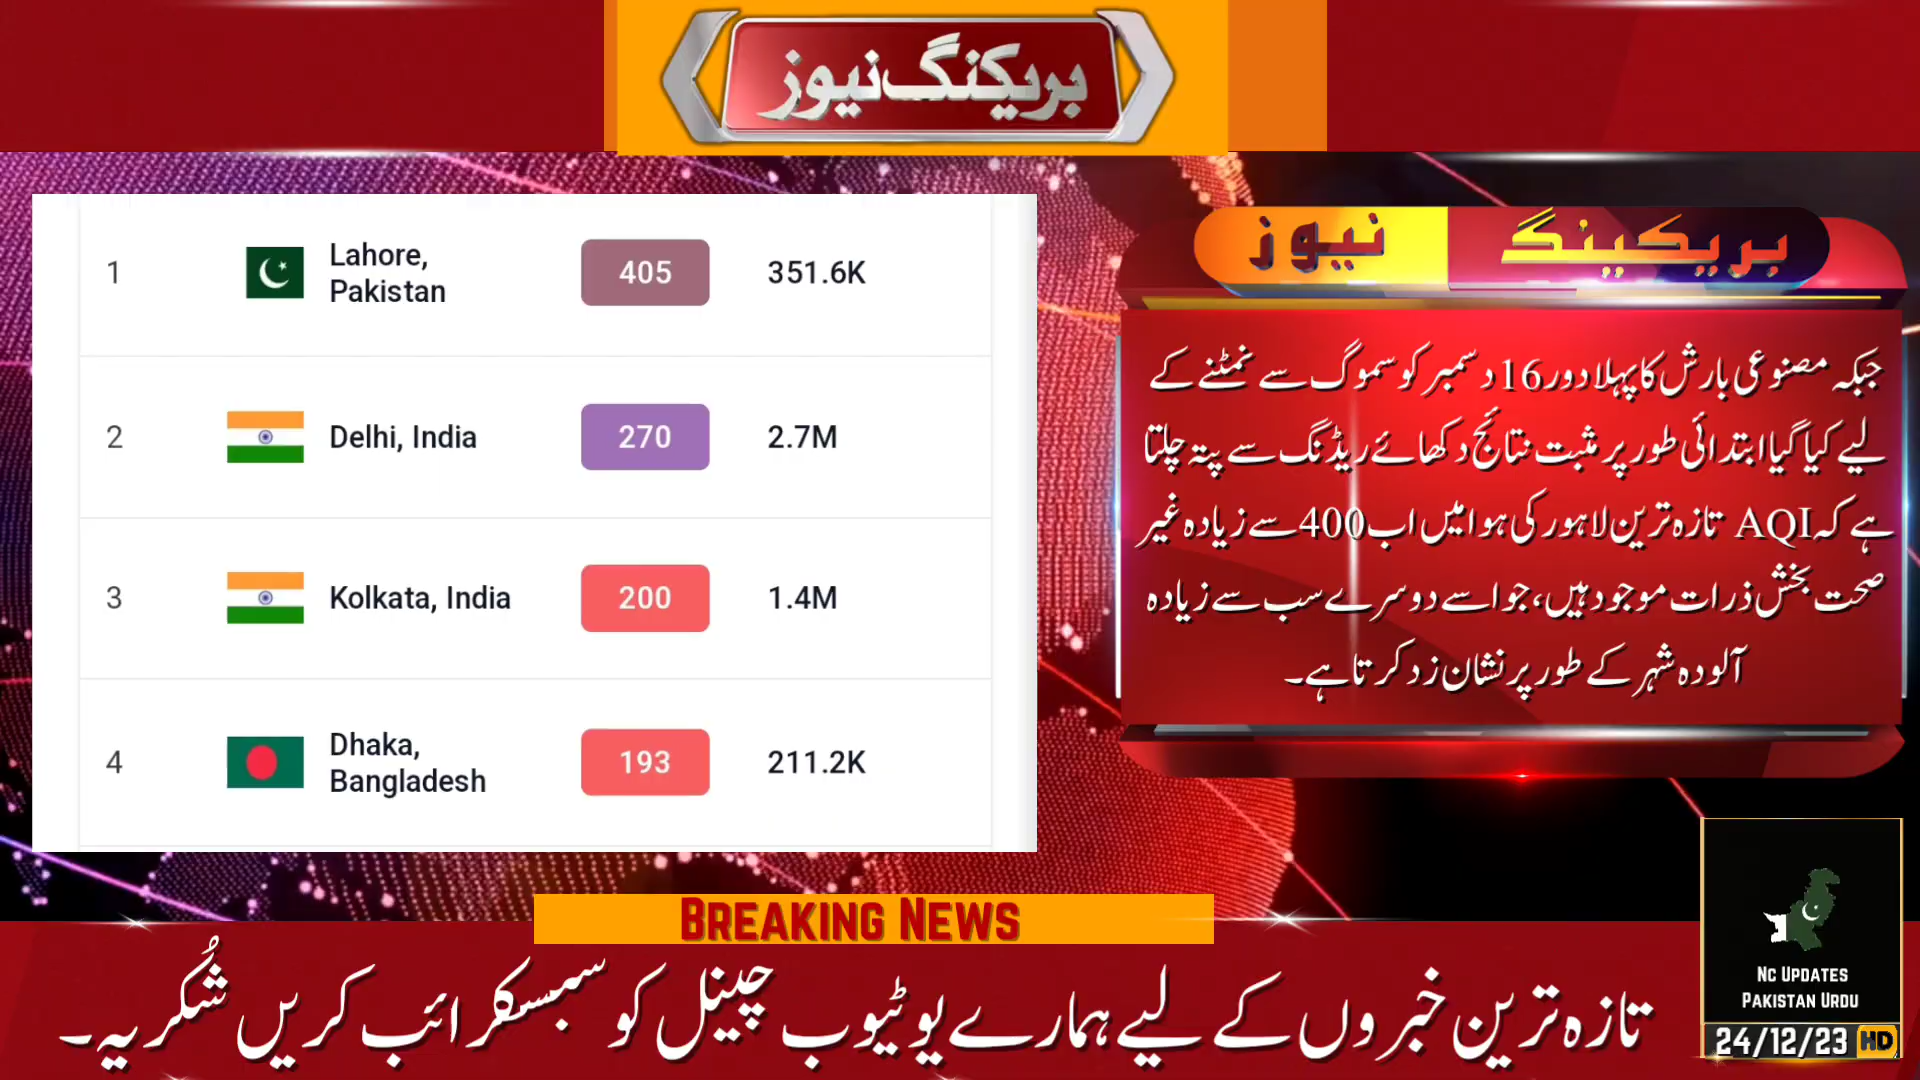 بریکنگ نیوز
1 Lahore, Pakistan 405 351.6K
2 Delhi, India 270 2.7M
3 Kolkata, India 200 1.4M
4 Dhaka, Bangladesh 193 211.2K
بریکینگ نیوز
جبکہ مصنوعی بارش کا پہلا دور 16 دسمبر کو سموگ سے نمٹنے کے
لیے کیا گیا ابتدائی طور پر مثبت نتائج دکھائے ریڈنگ سے پتہ چلتا
ہے کہ AQI تازہ ترین لاہور کی ہوا میں اب 400 سے زیادہ غیر
صحت بخش ذرات موجود ہیں، جو اسے دوسرے سب سے زیادہ
آلودہ شہر کے طور پر نشان زد کرتا ہے۔
BREAKING NEWS
تازہ ترین خبروں کے لیے ہمارے یوٹیوب چینل کو سبسکرائب کریں شُکریہ۔
NC UPDATES
PAKISTAN URDU
24/12/23 HD